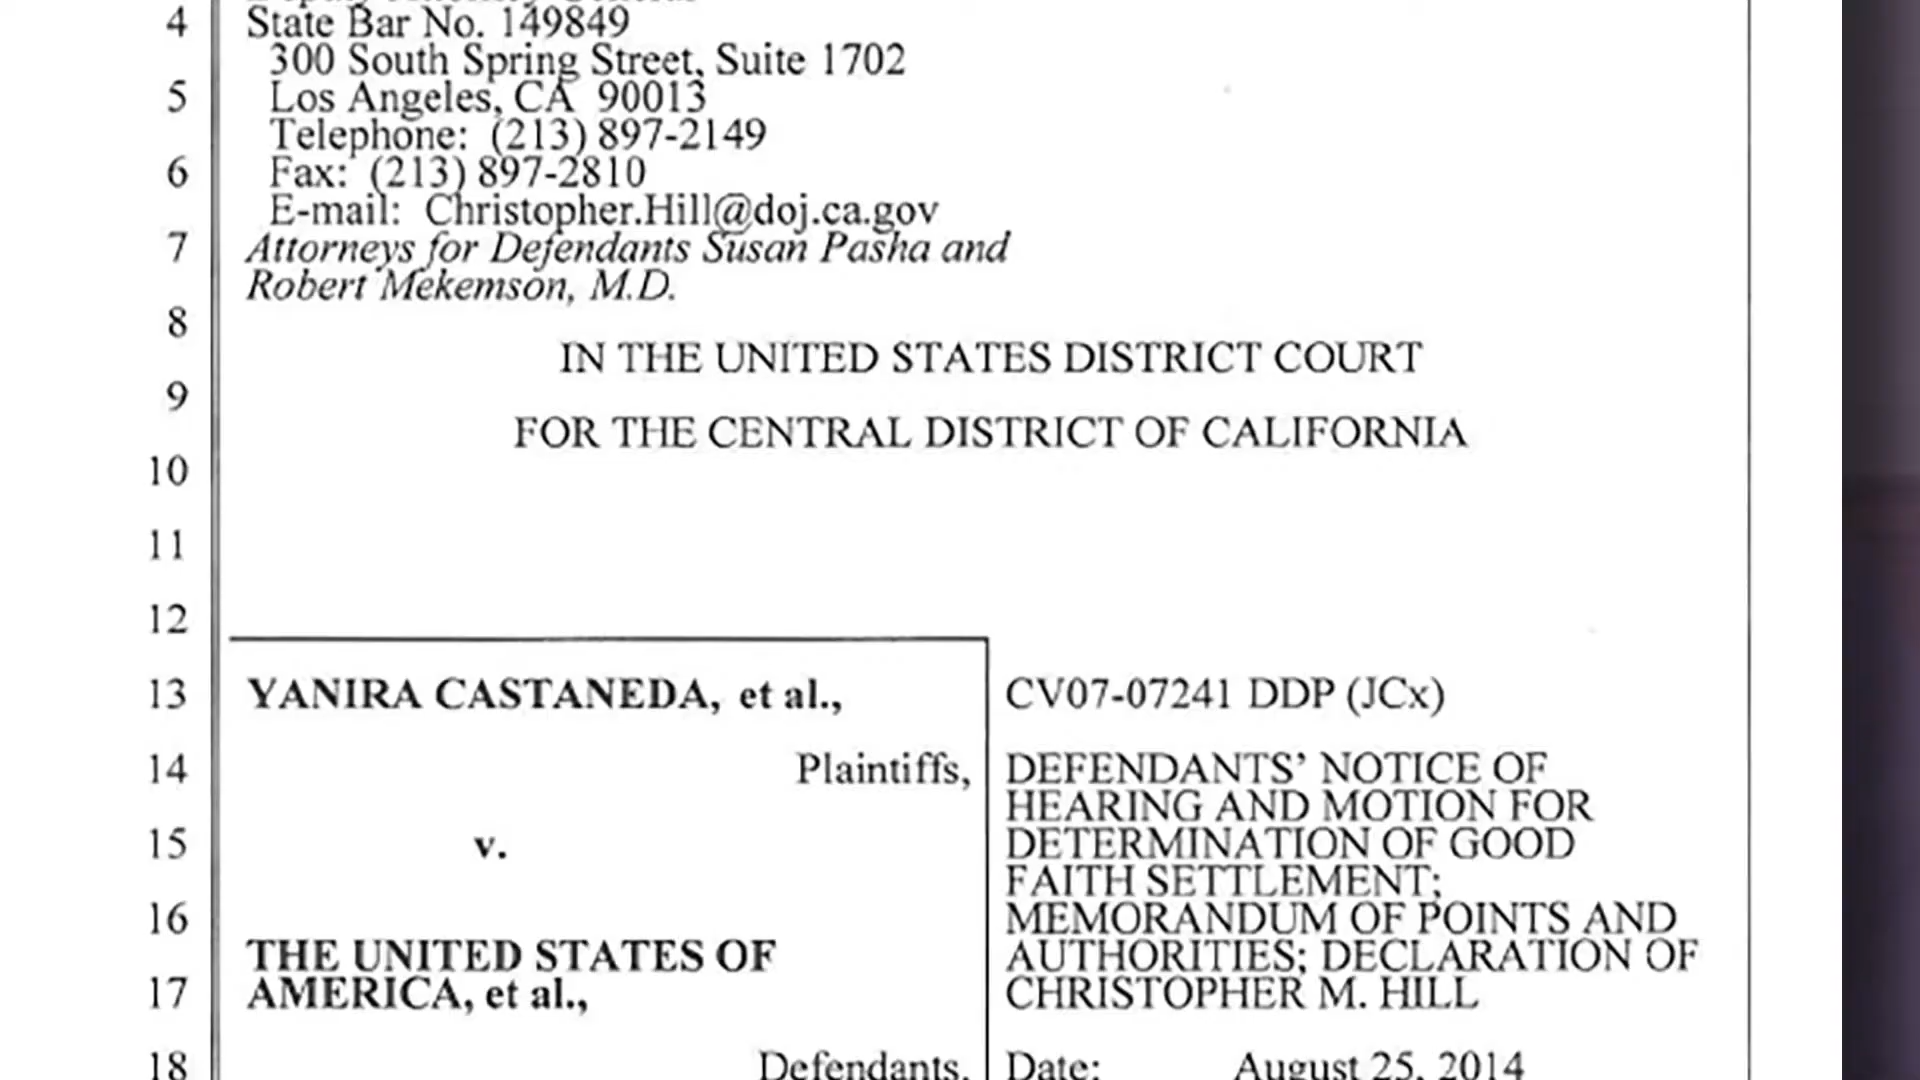 4
State Bar No. 149849
300 South Spring Street, Suite 1702
5
Los Angeles, CA 90013
Telephone: (213) 897-2149
6
Fax: (213) 897-2810
E-mail: Christopher.Hill@doj.ca.gov
7
Attorneys for Defendants Susan Pasha and
Robert Mekemson, M.D.
8
IN THE UNITED STATES DISTRICT COURT
9
FOR THE CENTRAL DISTRICT OF CALIFORNIA
10
11
12
13
YANIRA CASTANEDA, et al.,
14
Plaintiffs,
15
v.
16
THE UNITED STATES OF
17
AMERICA, et al.,
18
Defendants.
CV07-07241 DDP (JCx)
DEFENDANTS’ NOTICE OF
HEARING AND MOTION FOR
DETERMINATION OF GOOD
FAITH SETTLEMENT;
MEMORANDUM OF POINTS AND
AUTHORITIES; DECLARATION OF
CHRISTOPHER M. HILL
Date: August 25, 2014